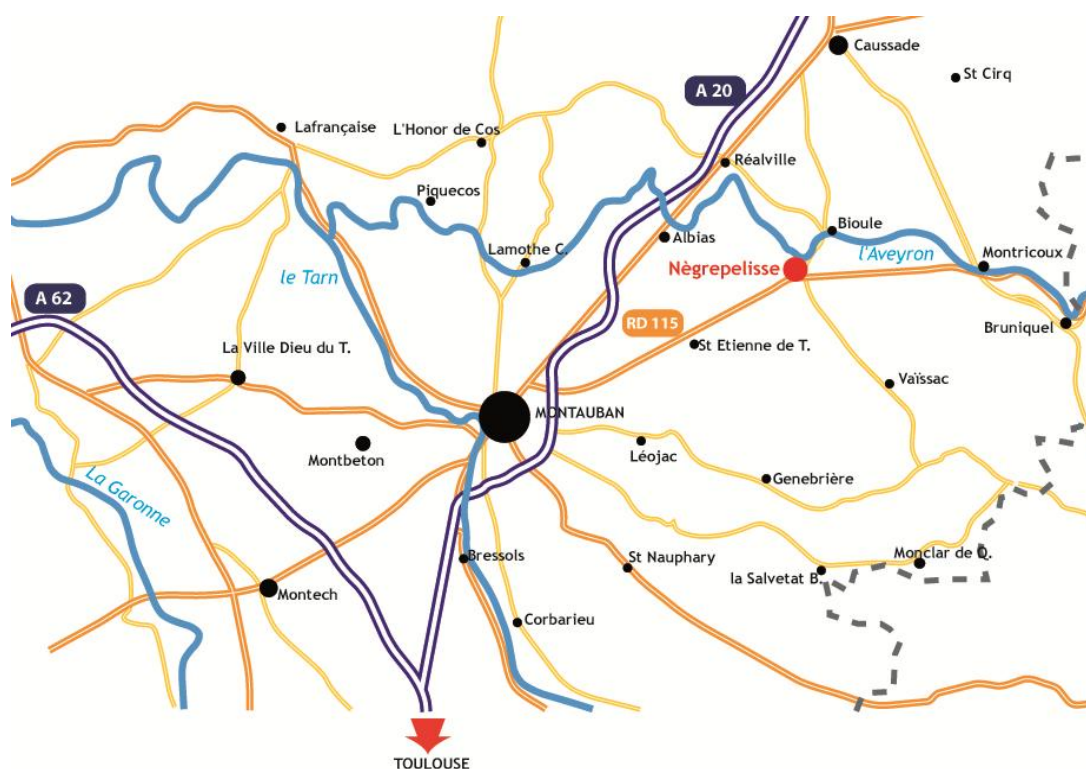 Caussade
St Cirq
A 20
Lafrançaise
L'Honor de Cos
Réalville
Piquecos
Bioule
Albias
Lamothe C.
l'Aveyron
Montricoux
Nègrepelisse
le Tarn
A 62
RD 115
Bruniquel
La Ville Dieu du T.
St Etienne de T.
Vaïssac
MONTAUBAN
Montbeton
Léojac
Genebrière
La Garonne
Bressols
St Nauphary
Monclar de Q.
la Salvetat B.
Montech
Corbarieu
TOULOUSE